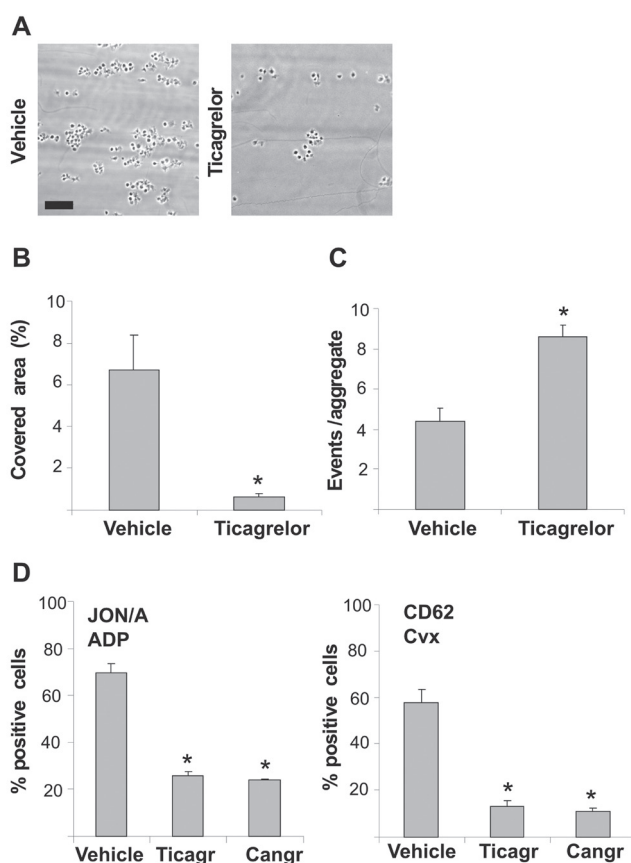 A
Vehicle
Ticagrelor
B
C
Covered area (%)
10
8
6
4
2
*
Vehicle
Ticagrelor
Events/aggregate
10
8
6
4
2
*
Vehicle
Ticagrelor
D
% positive cells
100
80
60
40
20
JON/A
ADP
*
*
Vehicle
Ticagr
Cangr
% positive cells
100
80
60
40
20
CD62
Cvx
*
*
Vehicle
Ticagr
Cangr